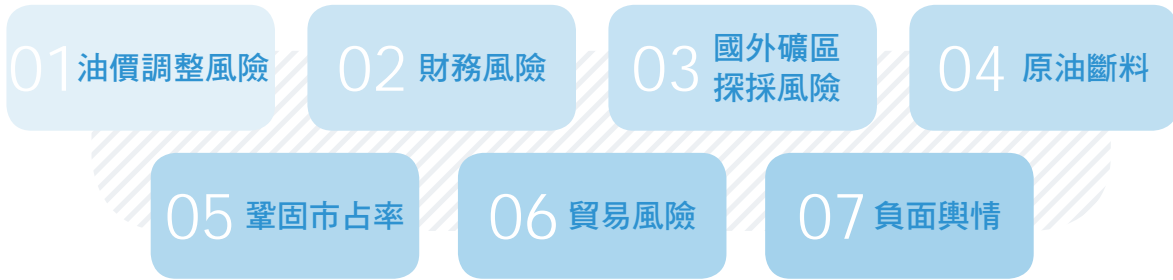 01 油價調整風險
02 財務風險
03 國外礦區
探採風險
04 原油斷料
05 鞏固市占率
06 貿易風險
07 負面輿情